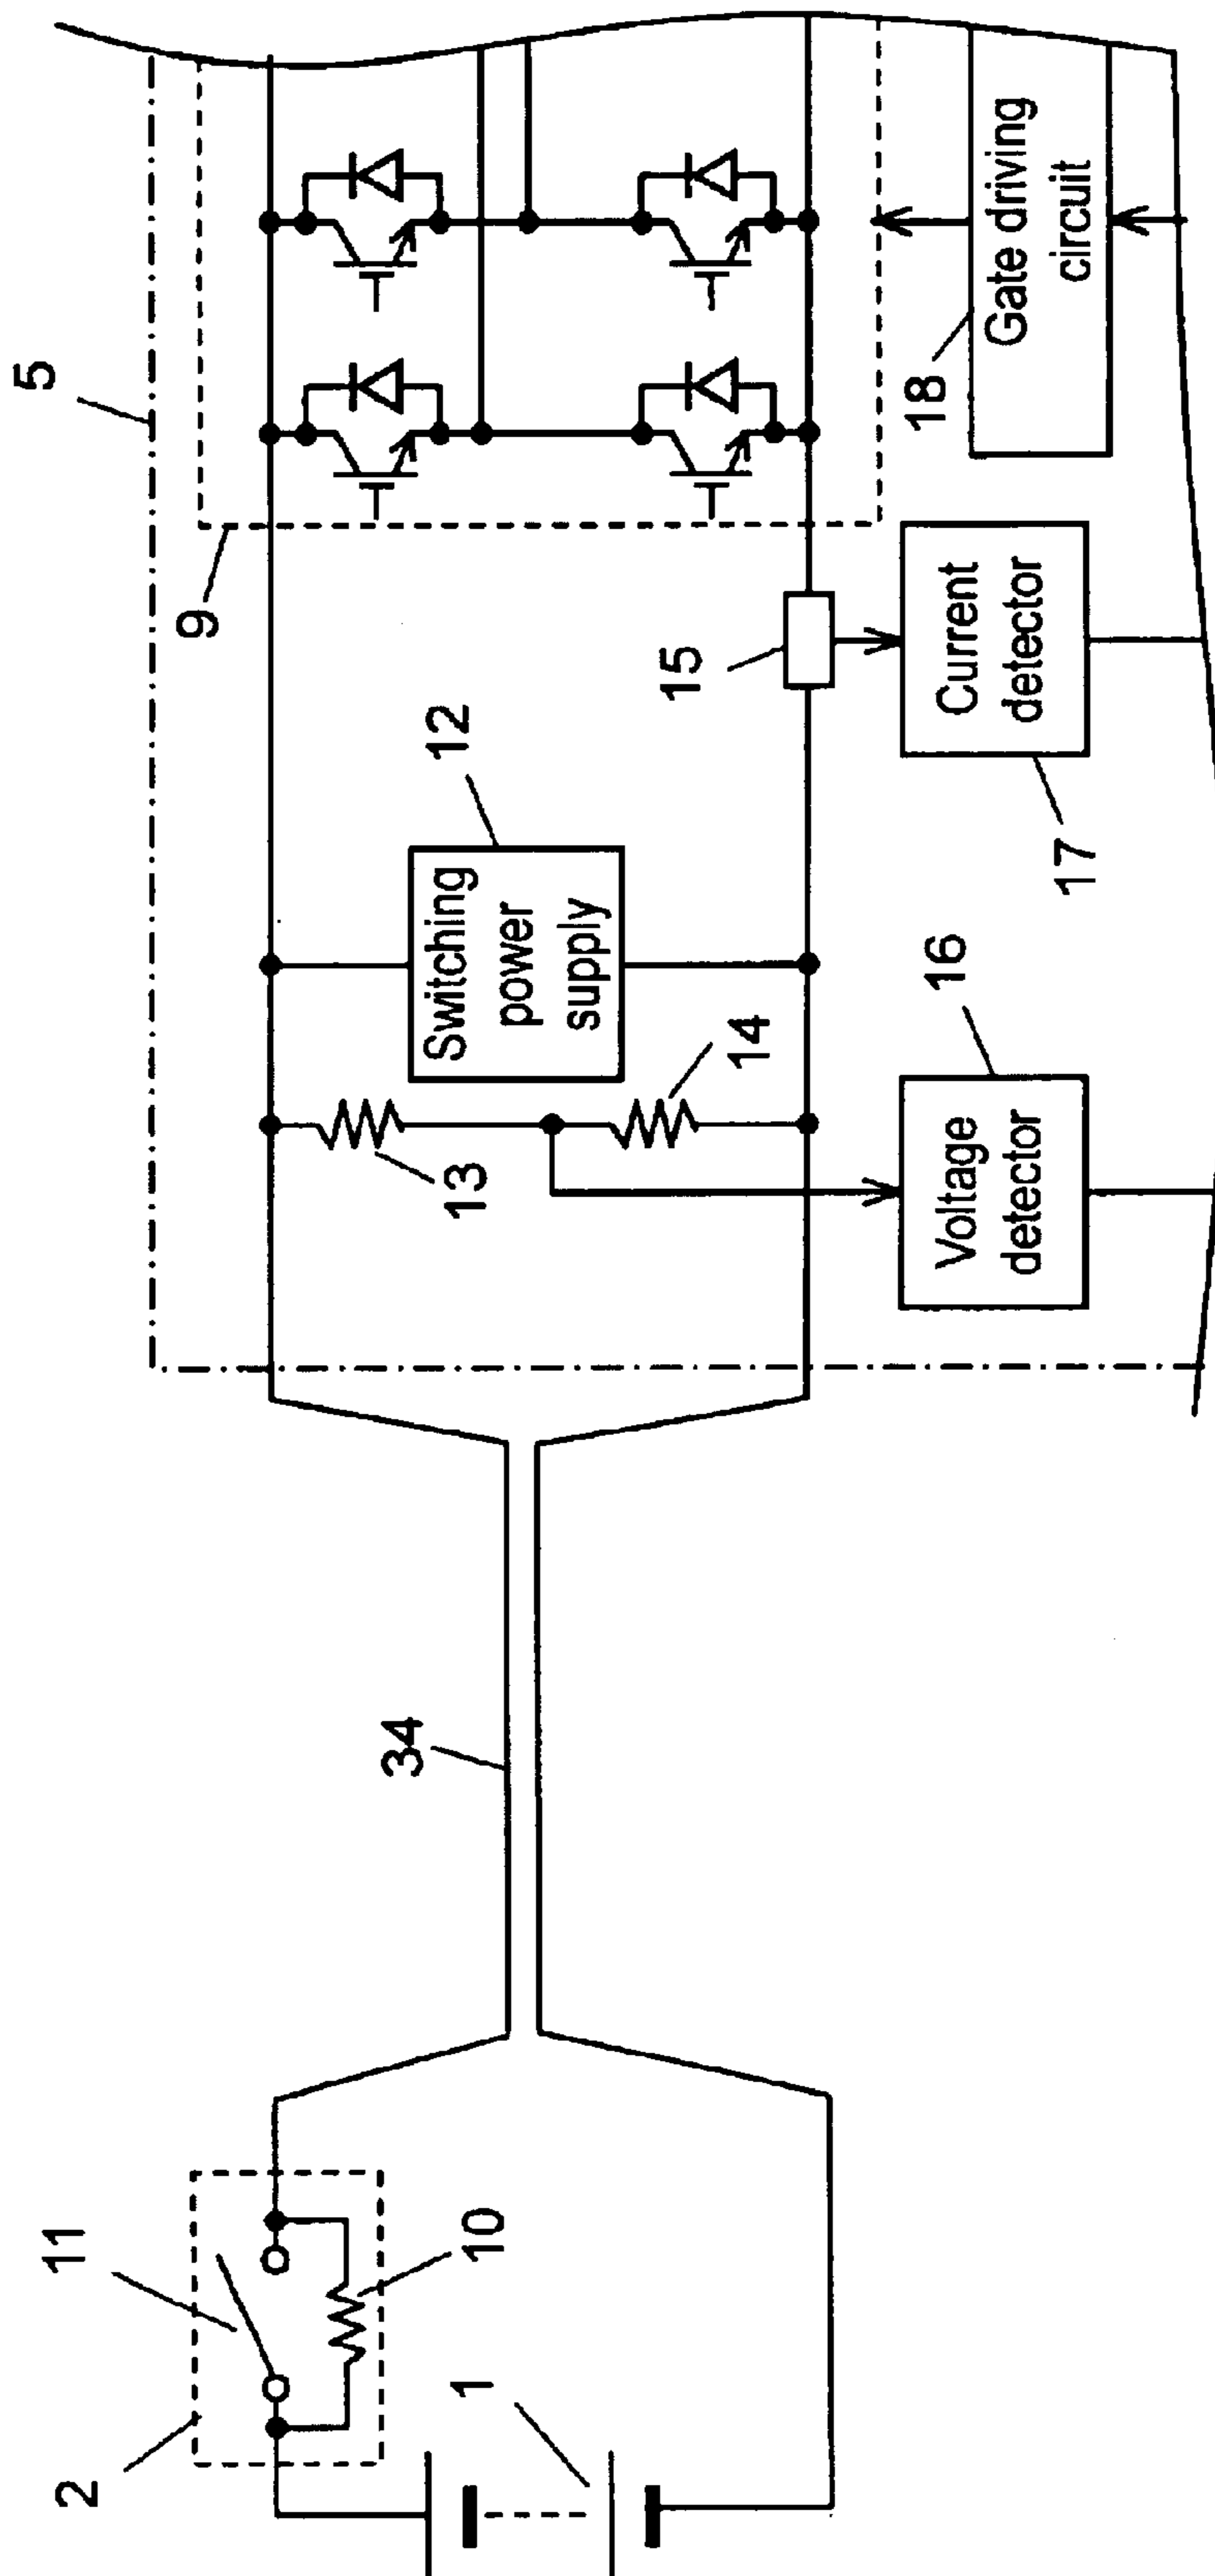 5
9
12
Switching
power
supply
13
14
15
16
Voltage
detector
17
Current
detector
18
Gate driving
circuit
34
11
10
2
1